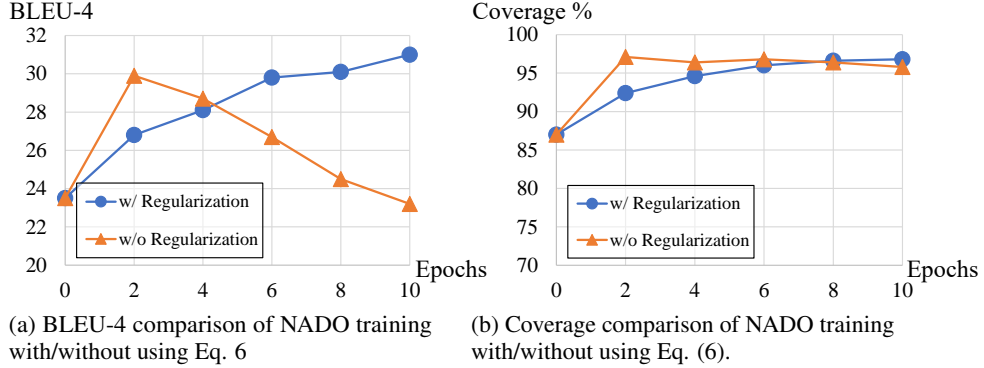 BLEU-4
32
30
28
26
24
22
20
w/ Regularization
w/o Regularization
0 2 4 6 8 10
Epochs
(a) BLEU-4 comparison of NADO training
with/without using Eq. 6
Coverage %
100
95
90
85
80
75
70
w/ Regularization
w/o Regularization
0 2 4 6 8 10
Epochs
(b) Coverage comparison of NADO training
with/without using Eq. (6).